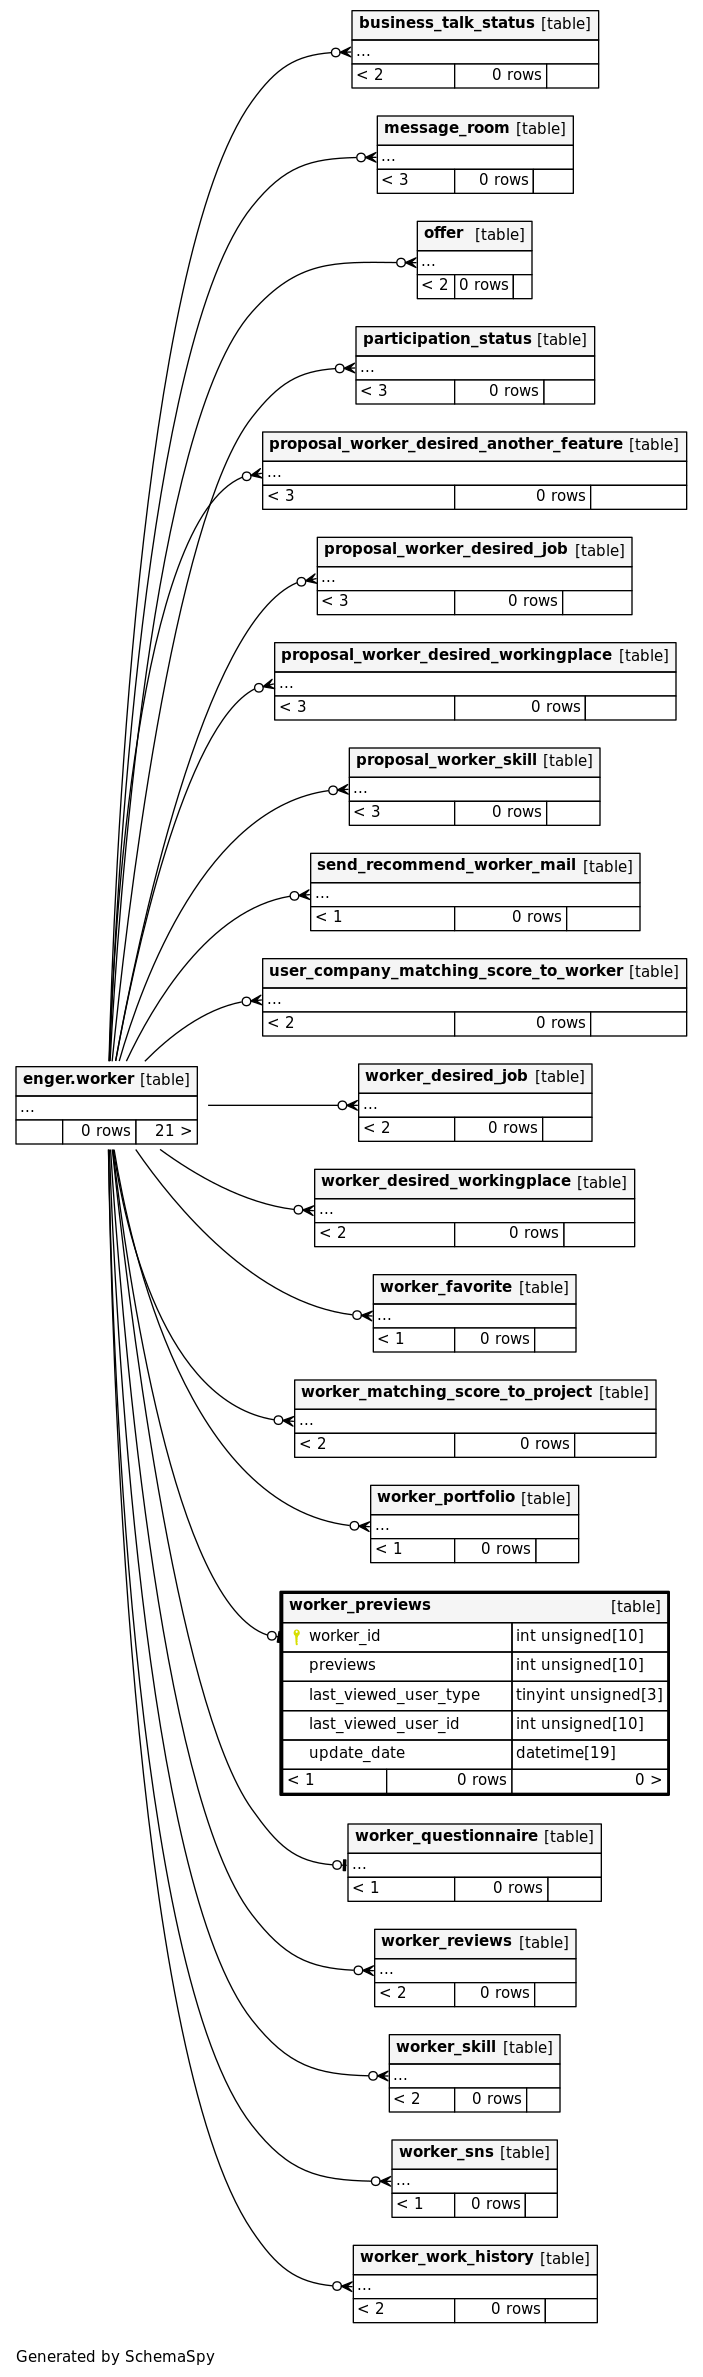 business_talk_status [table]
...
< 2 0 rows
message_room [table]
...
< 3 0 rows
offer [table]
...
< 2 0 rows
participation_status [table]
...
< 3 0 rows
proposal_worker_desired_another_feature [table]
...
< 3 0 rows
proposal_worker_desired_job [table]
...
< 3 0 rows
proposal_worker_desired_workingplace [table]
...
< 3 0 rows
proposal_worker_skill [table]
...
< 3 0 rows
send_recommend_worker_mail [table]
...
< 1 0 rows
user_company_matching_score_to_worker [table]
...
< 2 0 rows
enger.worker [table]
...
0 rows 21 >
worker_desired_job [table]
...
< 2 0 rows
worker_desired_workingplace [table]
...
< 2 0 rows
worker_favorite [table]
...
< 1 0 rows
worker_matching_score_to_project [table]
...
< 2 0 rows
worker_portfolio [table]
...
< 1 0 rows
worker_previews [table]
worker_id int unsigned[10]
previews int unsigned[10]
last_viewed_user_type tinyint unsigned[3]
last_viewed_user_id int unsigned[10]
update_date datetime[19]
< 1 0 rows 0 >
worker_questionnaire [table]
...
< 1 0 rows
worker_reviews [table]
...
< 2 0 rows
worker_skill [table]
...
< 2 0 rows
worker_sns [table]
...
< 1 0 rows
worker_work_history [table]
...
< 2 0 rows
Generated by SchemaSpy